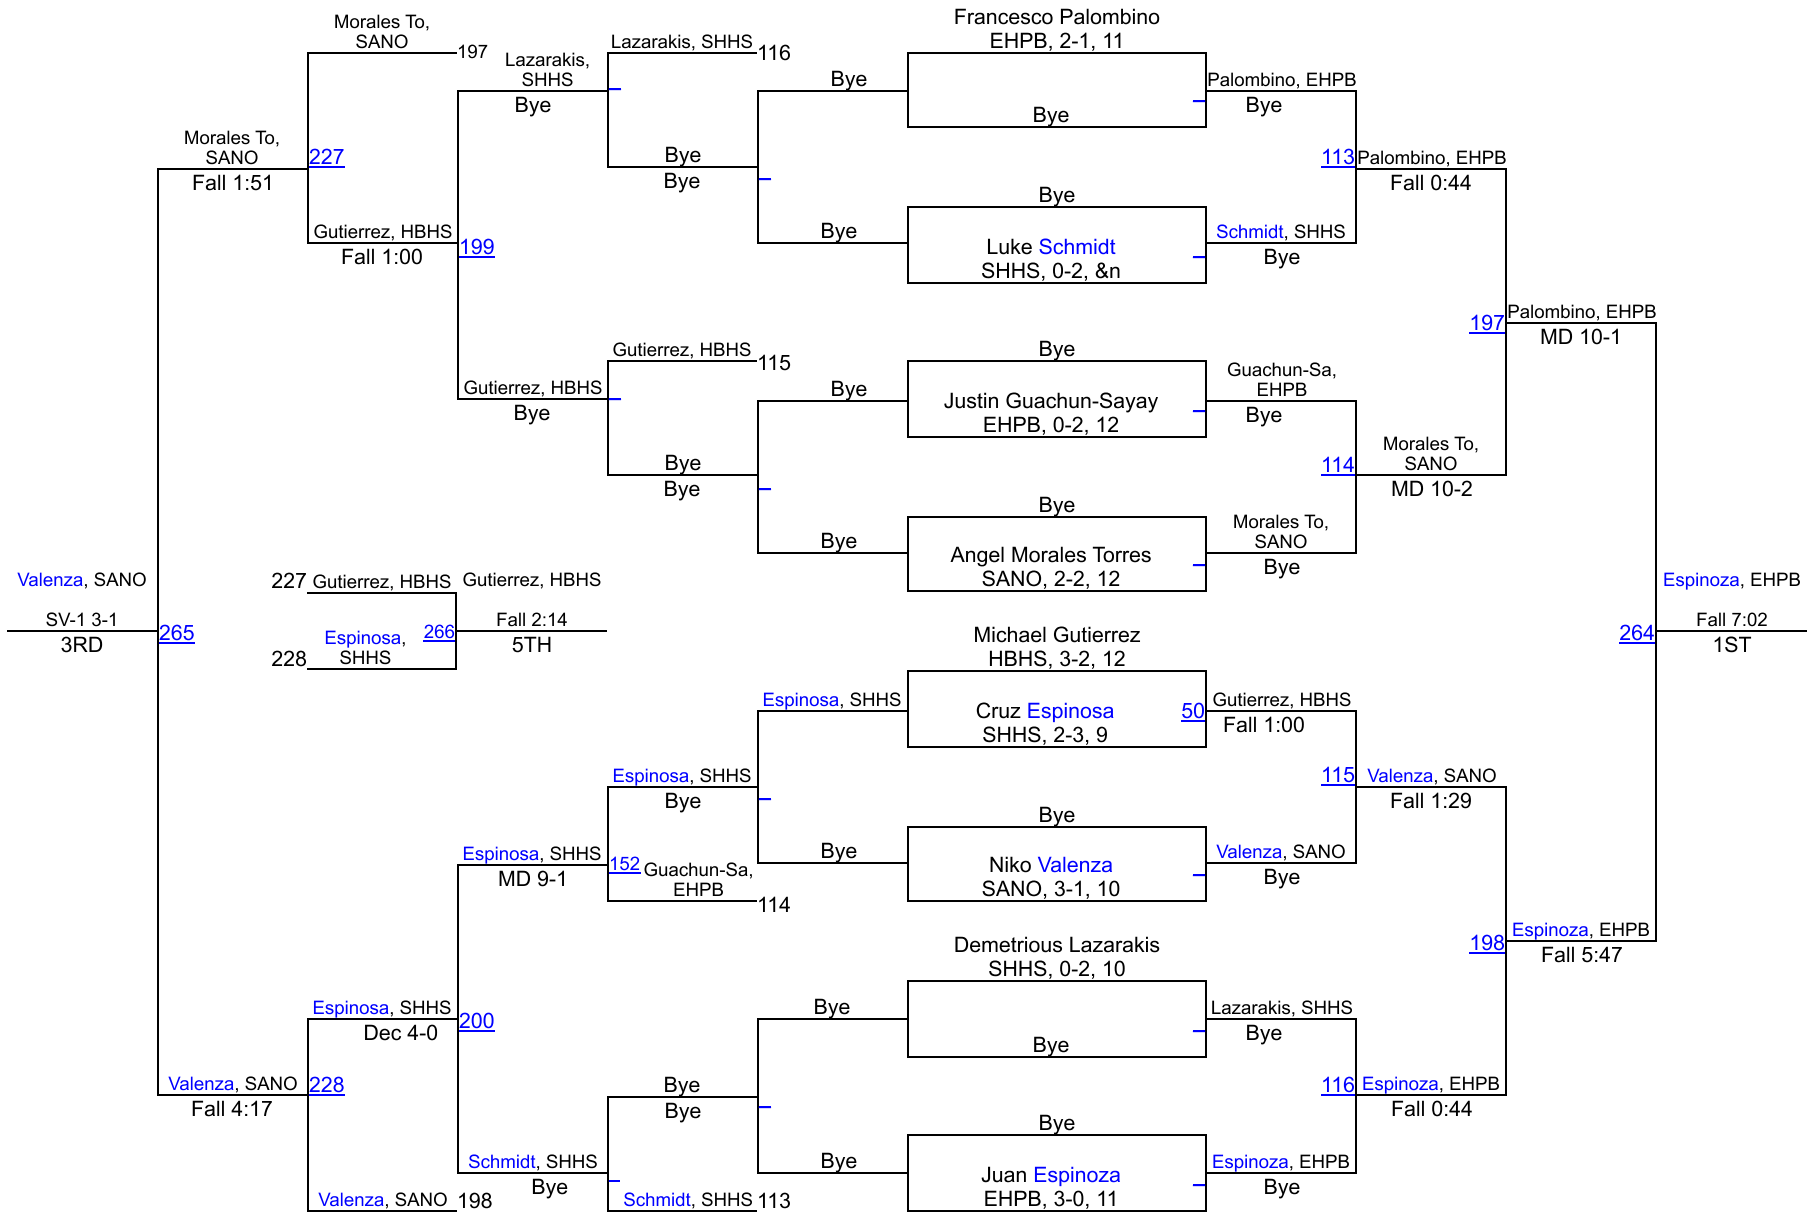 Morales To,
SANO
197
Lazarakis,
SHHS
Bye
Lazarakis, SHHS
116
Bye
Francesco Palombino
EHPB, 2-1, 11
Bye
Palombino, EHPB
Bye
Morales To,
SANO
Fall 1:51
227
Bye
Bye
113
Palombino, EHPB
Fall 0:44
Gutierrez, HBHS
Fall 1:00
199
Bye
Bye
Luke Schmidt
SHHS, 0-2, &n
Schmidt, SHHS
Bye
197
Palombino, EHPB
MD 10-1
Gutierrez, HBHS
115
Gutierrez, HBHS
Bye
Bye
Bye
Justin Guachun-Sayay
EHPB, 0-2, 12
Guachun-Sa,
EHPB
Bye
Bye
Bye
114
Morales To,
SANO
MD 10-2
Bye
Bye
Angel Morales Torres
SANO, 2-2, 12
Morales To,
SANO
Bye
Valenza, SANO
SV-1 3-1
3RD
265
227
Gutierrez, HBHS
Gutierrez, HBHS
228
Espinosa,
SHHS
266
Fall 2:14
5TH
Espinoza, EHPB
264
Fall 7:02
1ST
Michael Gutierrez
HBHS, 3-2, 12
Espinosa, SHHS
Cruz Espinosa
SHHS, 2-3, 9
50
Gutierrez, HBHS
Fall 1:00
Espinosa, SHHS
Bye
115
Valenza, SANO
Fall 1:29
Bye
Bye
Niko Valenza
SANO, 3-1, 10
Valenza, SANO
Bye
Espinosa, SHHS
MD 9-1
152
Guachun-Sa,
EHPB
114
198
Espinoza, EHPB
Fall 5:47
Demetrious Lazarakis
SHHS, 0-2, 10
Bye
Bye
Lazarakis, SHHS
Bye
Espinosa, SHHS
Dec 4-0
200
Valenza, SANO
Fall 4:17
228
Bye
Bye
116
Espinoza, EHPB
Fall 0:44
Bye
Bye
Juan Espinoza
EHPB, 3-0, 11
Espinoza, EHPB
Bye
Schmidt, SHHS
Bye
Valenza, SANO
198
Schmidt, SHHS
113